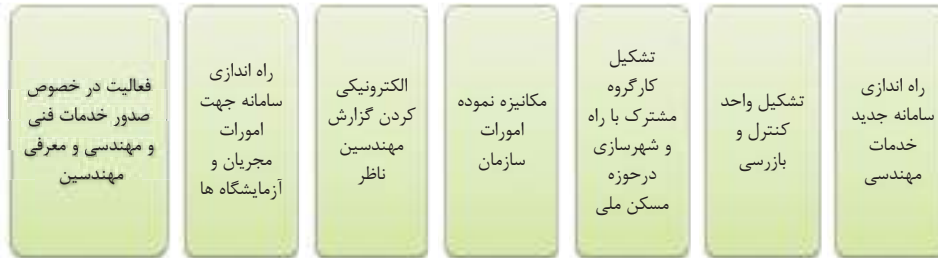 راه اندازی
سامانه جدید
خدمات
مهندسی
تشکیل واحد
کنترل و
بازرسی
تشکیل
کارگروه
مشترک با راه
و شهرسازی
درحوزه
مسکن ملی
مکانیزه نموده
امورات
سازمان
الکترونیکی
کردن گزارش
مهندسین
ناظر
راه اندازی
سامانه جهت
امورات
مجریان و
آزمایشگاه ها
فعالیت در خصوص
صدور خدمات فنی
و مهندسی و معرفی
مهندسین